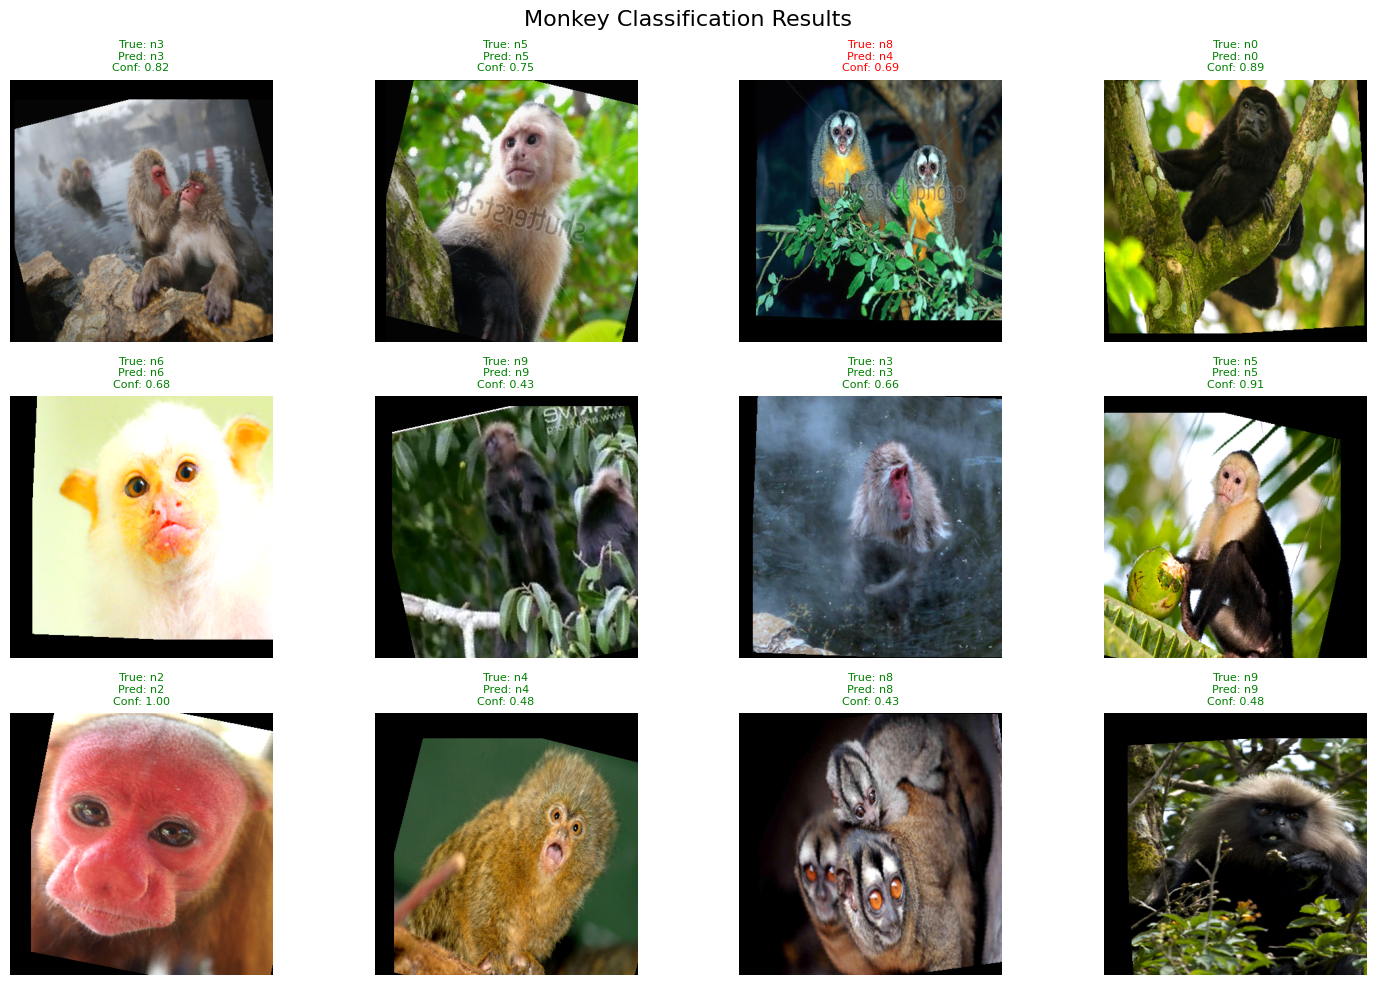 Monkey Classification Results
True: n3
Pred: n3
Conf: 0.82
True: n5
Pred: n5
Conf: 0.75
True: n8
Pred: n4
Conf: 0.69
True: n0
Pred: n0
Conf: 0.89
shutterstock
alamy stock photo
True: n6
Pred: n6
Conf: 0.68
True: n9
Pred: n9
Conf: 0.43
True: n3
Pred: n3
Conf: 0.66
True: n5
Pred: n5
Conf: 0.91
True: n2
Pred: n2
Conf: 1.00
True: n4
Pred: n4
Conf: 0.48
True: n8
Pred: n8
Conf: 0.43
True: n9
Pred: n9
Conf: 0.48